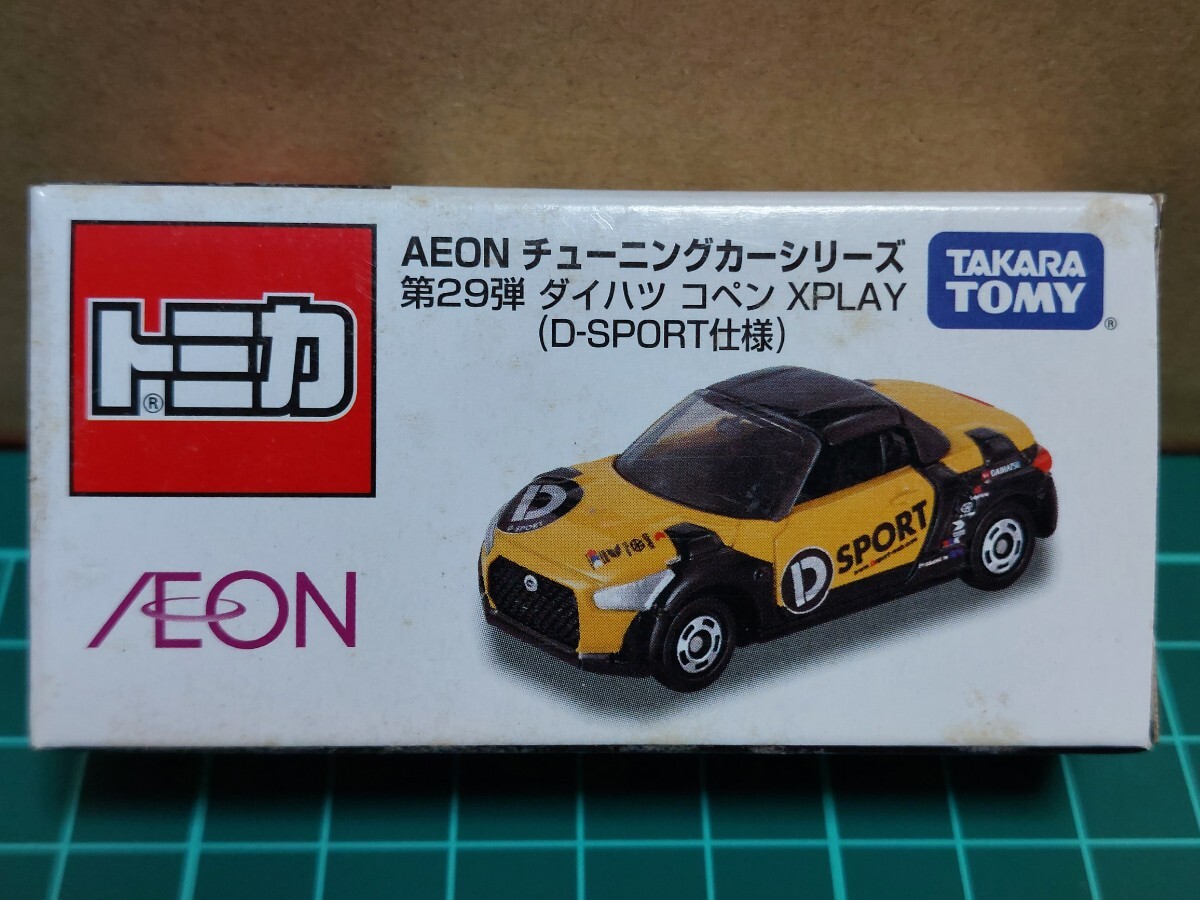 トミカ
®
AEON
AEON チューニングカーシリーズ
第29弾 ダイハツ コペン XPLAY
(D-SPORT仕様)
TAKARA
TOMY
®
D
D-SPORT
D SPORT
DAIHATSU